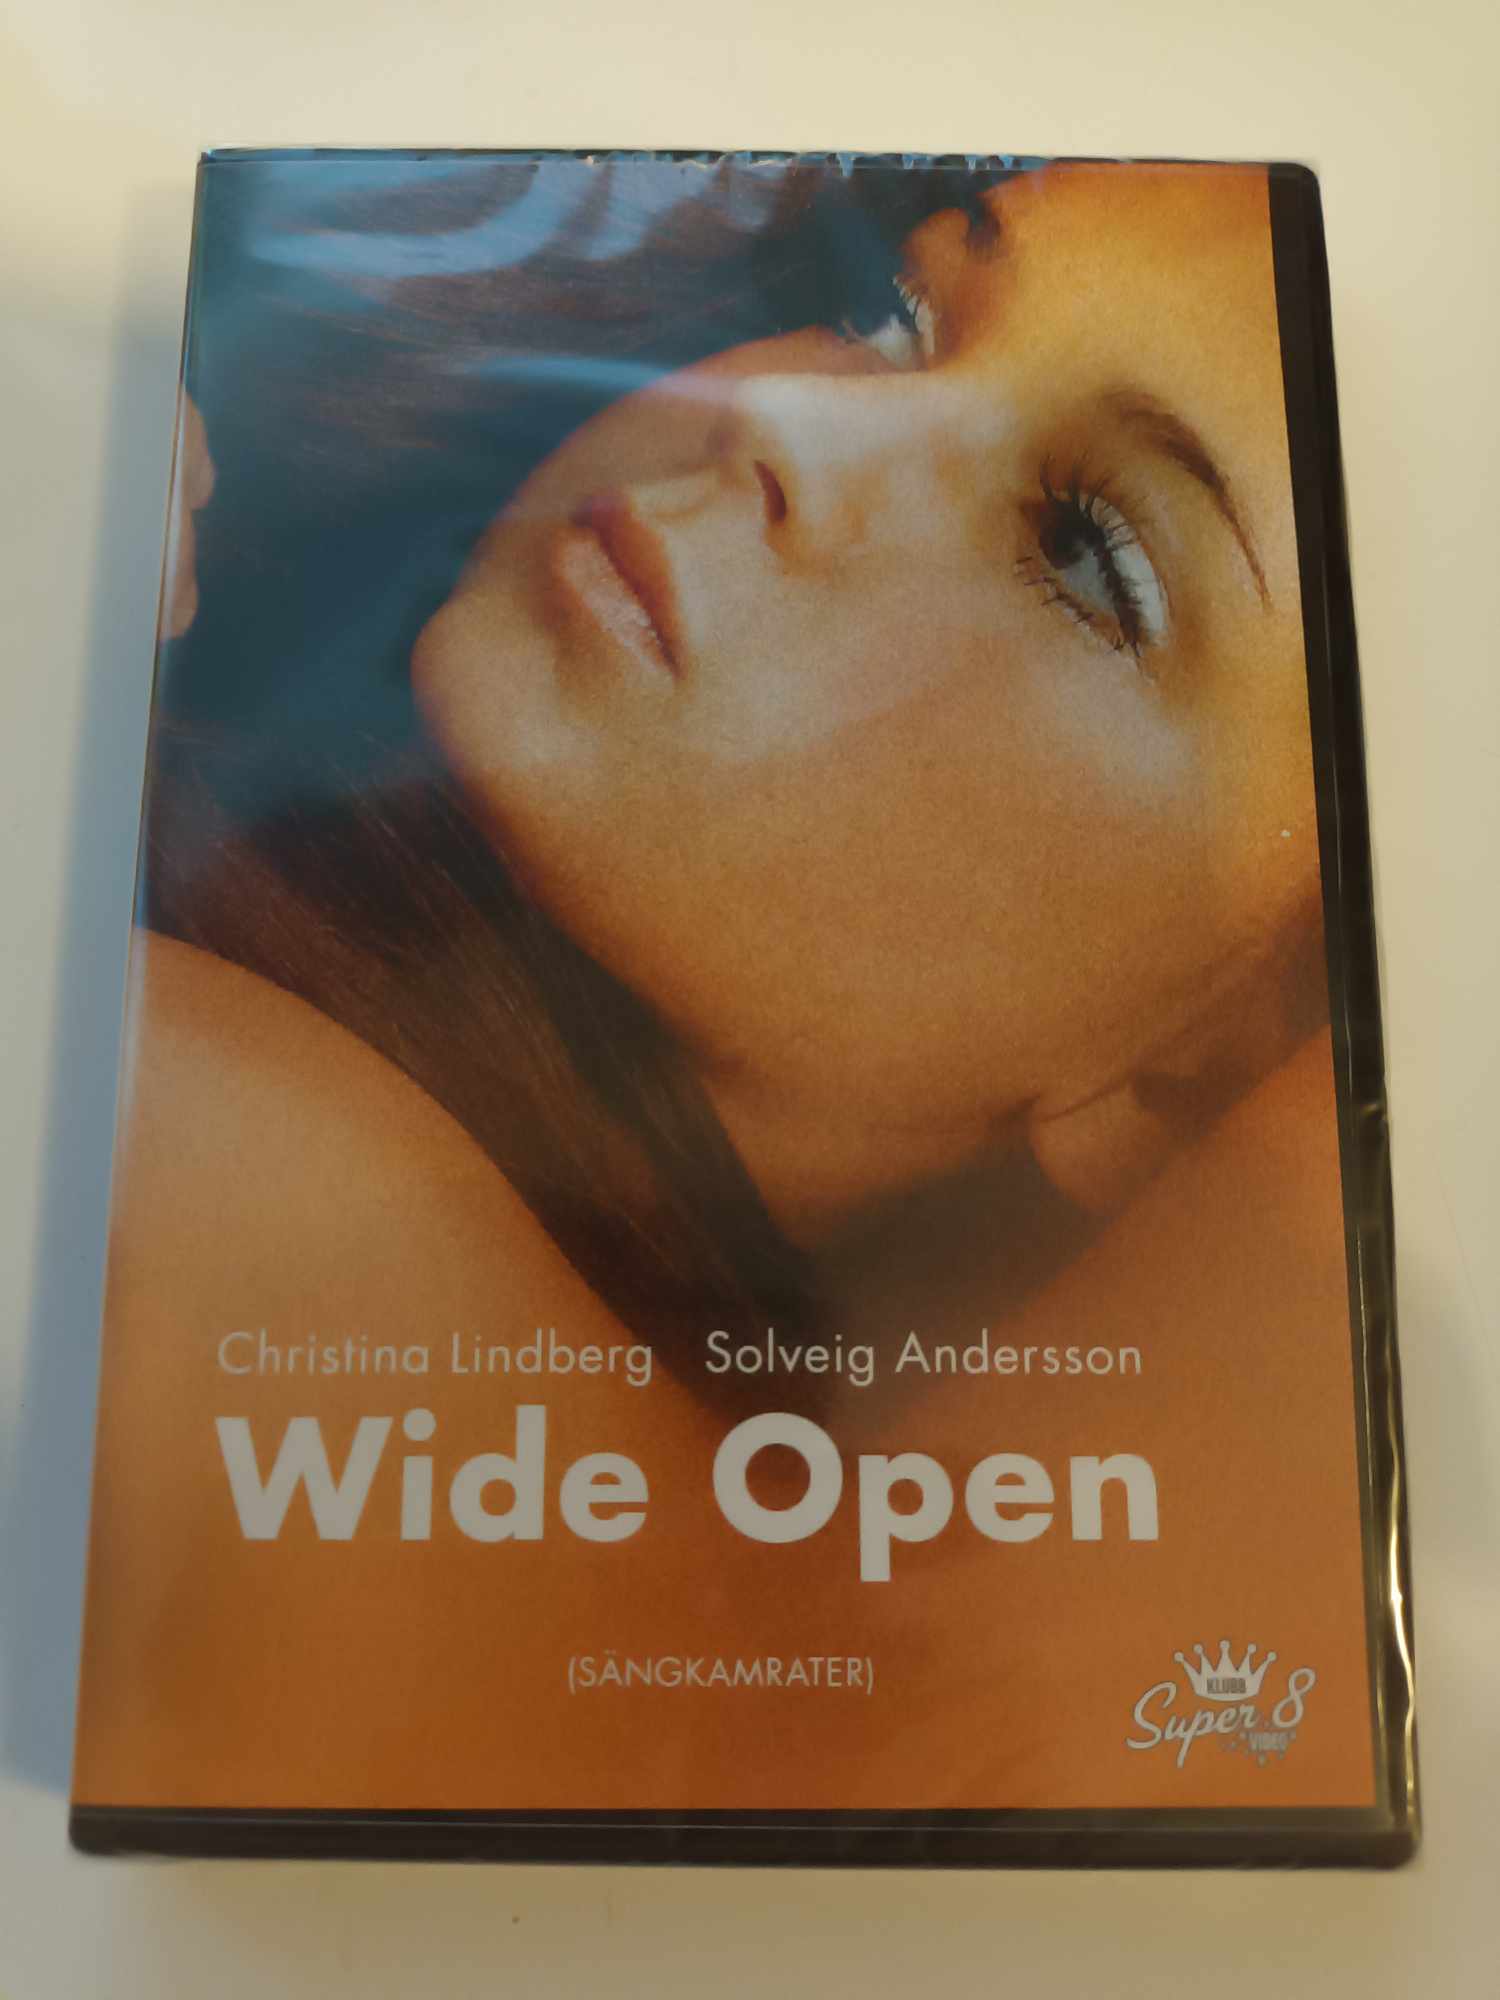 Christina Lindberg Solveig Andersson
Wide Open
(SÄNGKAMRATER)
KLUBB
Super 8
VIDEO